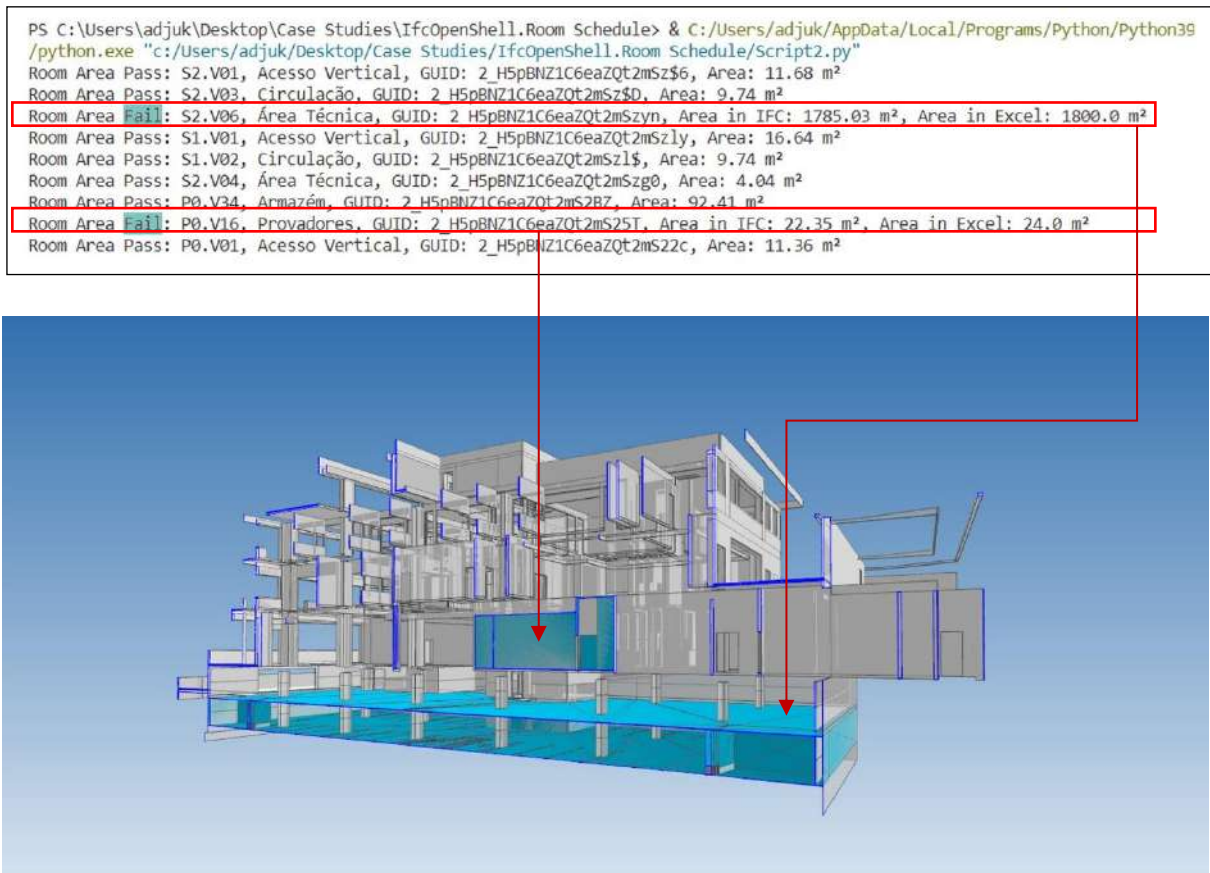 PS C:\Users\adjuk\Desktop\Case Studies\IfcOpenShell.Room Schedule> & C:/Users/adjuk/AppData/Local/Programs/Python/Python39
/python.exe "c:/Users/adjuk/Desktop/Case Studies/IfcOpenShell.Room Schedule/Script2.py"
Room Area Pass: S2.V01, Acesso Vertical, GUID: 2_H5pBNZ1C6eaZQt2mSz$6, Area: 11.68 m²
Room Area Pass: S2.V03, Circulação, GUID: 2_H5pBNZ1C6eaZQt2mSz$D, Area: 9.74 m²
Room Area Fail: S2.V06, Área Técnica, GUID: 2_H5pBNZ1C6eaZQt2mSzyn, Area in IFC: 1785.03 m², Area in Excel: 1800.0 m²
Room Area Pass: S1.V01, Acesso Vertical, GUID: 2_H5pBNZ1C6eaZQt2mSzly, Area: 16.64 m²
Room Area Pass: S1.V02, Circulação, GUID: 2_H5pBNZ1C6eaZQt2mSzl$, Area: 9.74 m²
Room Area Pass: S2.V04, Área Técnica, GUID: 2_H5pBNZ1C6eaZQt2mSzg0, Area: 4.04 m²
Room Area Pass: P0.V34, Armazém, GUID: 2_H5pBNZ1C6eaZQt2mS2BZ, Area: 92.41 m²
Room Area Fail: P0.V16, Provadores, GUID: 2_H5pBNZ1C6eaZQt2mS25T, Area in IFC: 22.35 m², Area in Excel: 24.0 m²
Room Area Pass: P0.V01, Acesso Vertical, GUID: 2_H5pBNZ1C6eaZQt2mS22c, Area: 11.36 m²